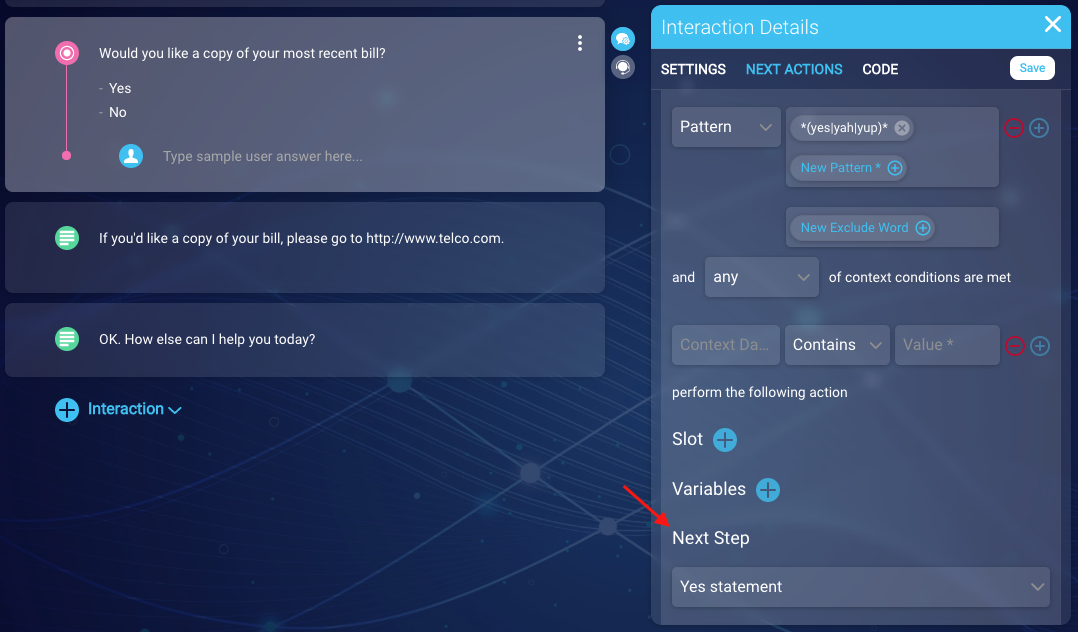 Would you like a copy of your most recent bill?
- Yes
- No
Type sample user answer here...
If you'd like a copy of your bill, please go to http://www.telco.com.
OK. How else can I help you today?
Interaction
Interaction Details
SETTINGS NEXT ACTIONS CODE Save
Pattern *(yes|yah|yup)*
New Pattern *
New Exclude Word
and any of context conditions are met
Context Da... Contains Value *
perform the following action
Slot
Variables
Next Step
Yes statement